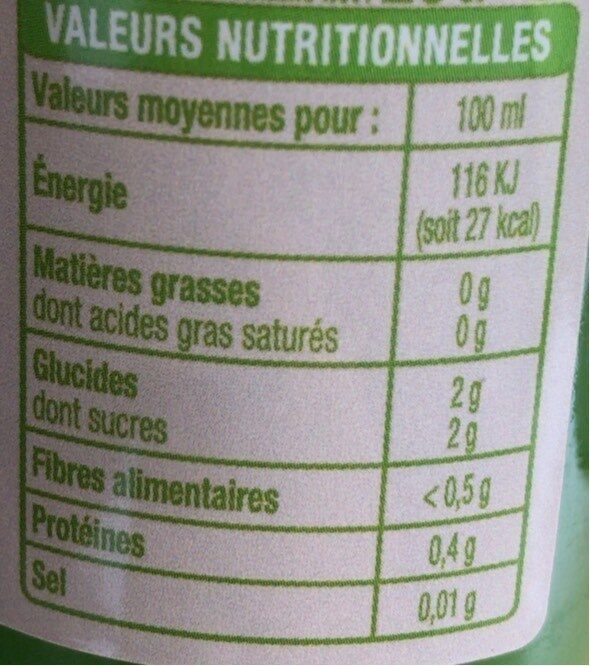 VALEURS NUTRITIONNELLES
Valeurs moyennes pour : 100 ml
Énergie 116 KJ
(soit 27 kcal)
Matières grasses 0 g
dont acides gras saturés 0 g
Glucides 2 g
dont sucres 2 g
Fibres alimentaires <0,5 g
Protéines 0,4 g
Sel 0,01 g